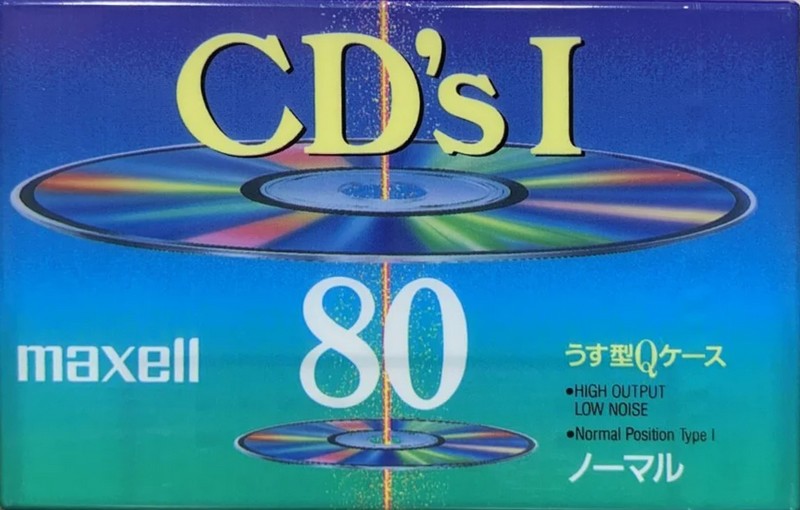 CD's I
80
maxell
うす型Qケース
•HIGH OUTPUT
LOW NOISE
•Normal Position Type I
ノーマル